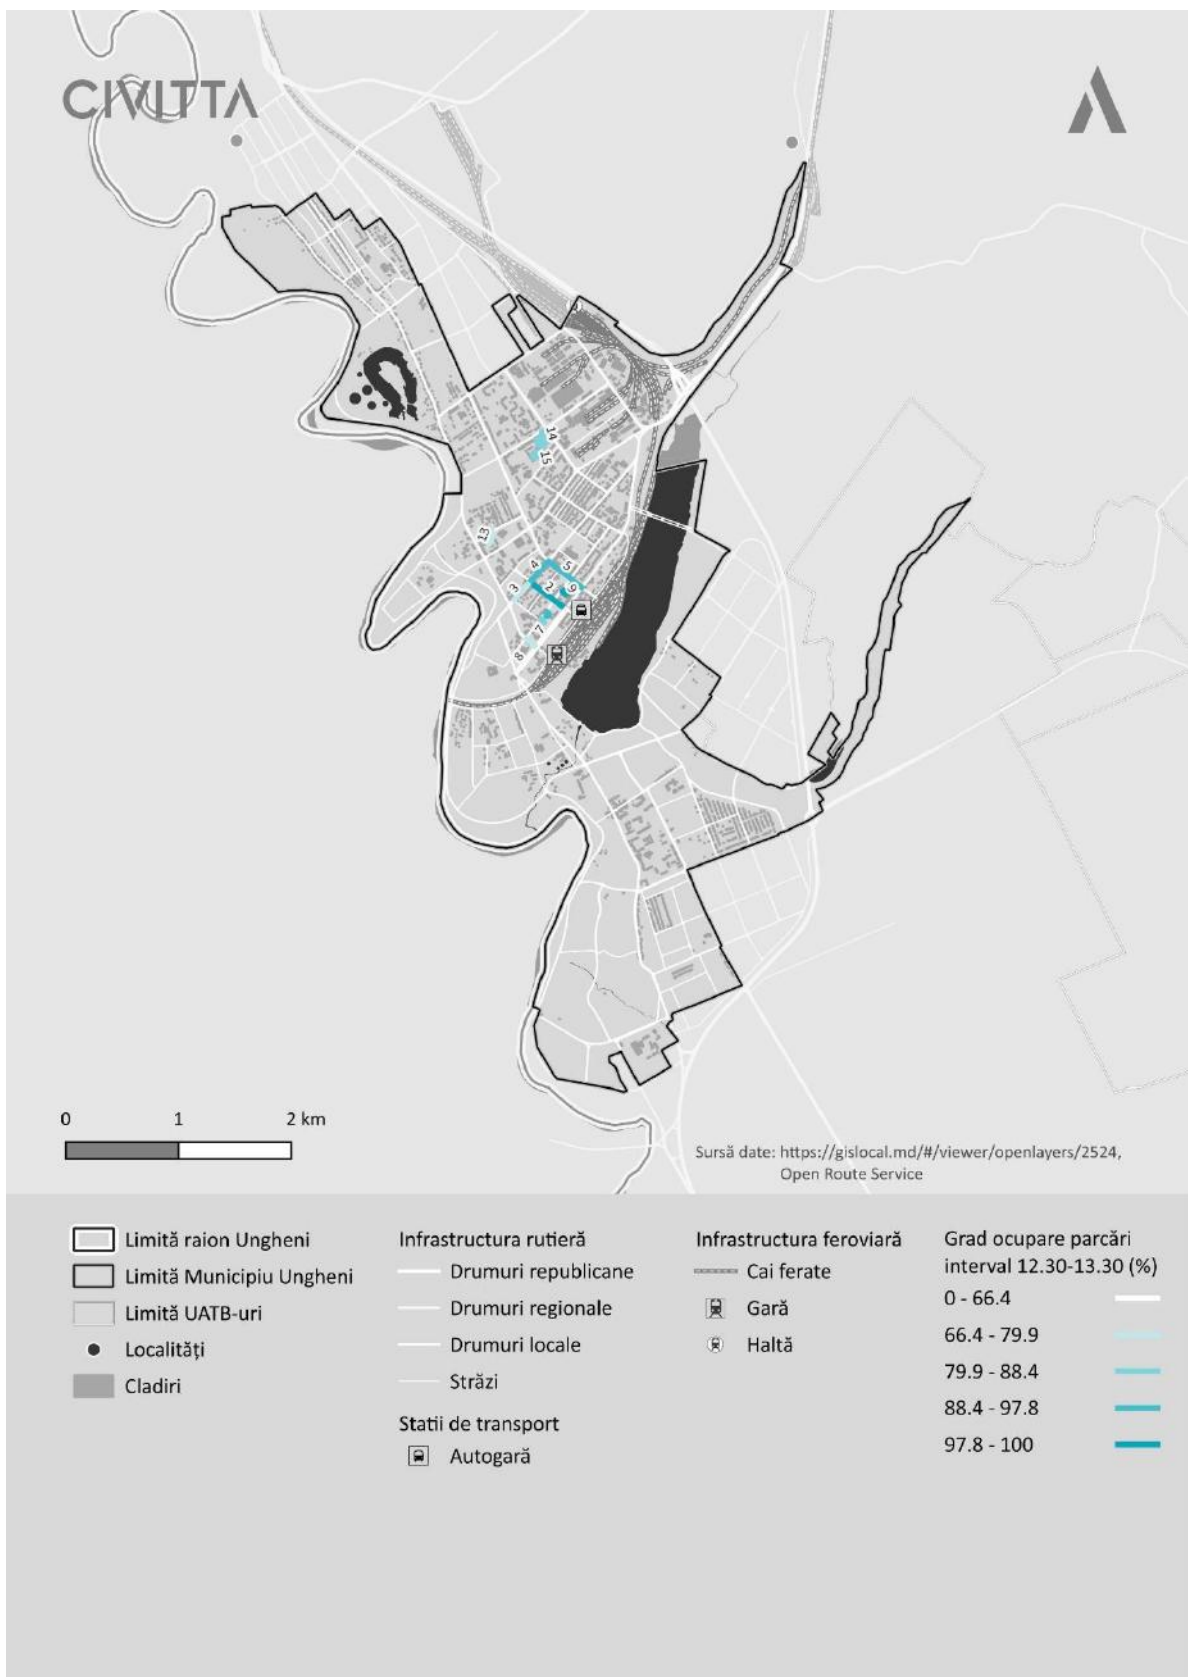 CIVITTA
14
15
13
4
5
3
2
9
7
8
0 1 2 km
Sursă date: https://gislocal.md/#/viewer/openlayers/2524,
Open Route Service
Limită raion Ungheni
Limită Municipiu Ungheni
Limită UATB-uri
Localități
Cladiri
Infrastructura rutieră
Drumuri republicane
Drumuri regionale
Drumuri locale
Străzi
Statii de transport
Autogară
Infrastructura feroviară
Cai ferate
Gară
Haltă
Grad ocupare parcări
interval 12.30-13.30 (%)
0 - 66.4
66.4 - 79.9
79.9 - 88.4
88.4 - 97.8
97.8 - 100